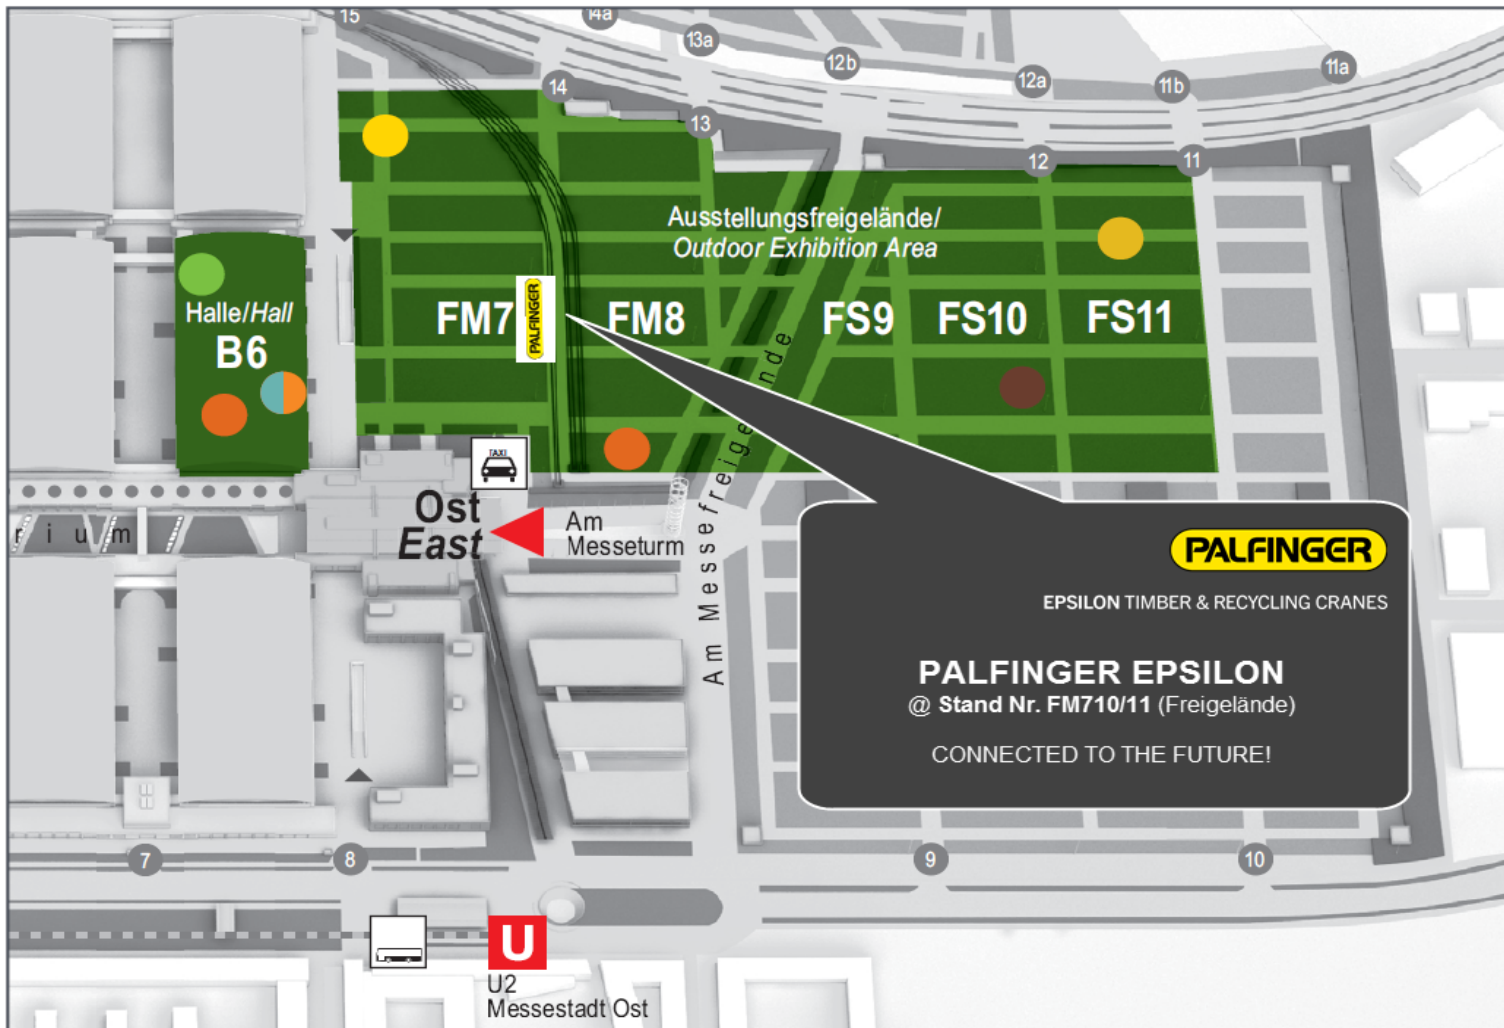 15
14a
13a
12b
12a
11b
11a
14
13
12
11
Ausstellungsfreigelände/
Outdoor Exhibition Area
Halle/Hall
B6
FM7
PALFINGER
FM8
FS9
FS10
FS11
TAXI
Ost
East
Am
Messeturm
r i u m
Am Messefreige nde
PALFINGER
EPSILON TIMBER & RECYCLING CRANES
PALFINGER EPSILON
@ Stand Nr. FM710/11 (Freigelände)
CONNECTED TO THE FUTURE!
7
8
9
10
U
U2
Messestadt Ost